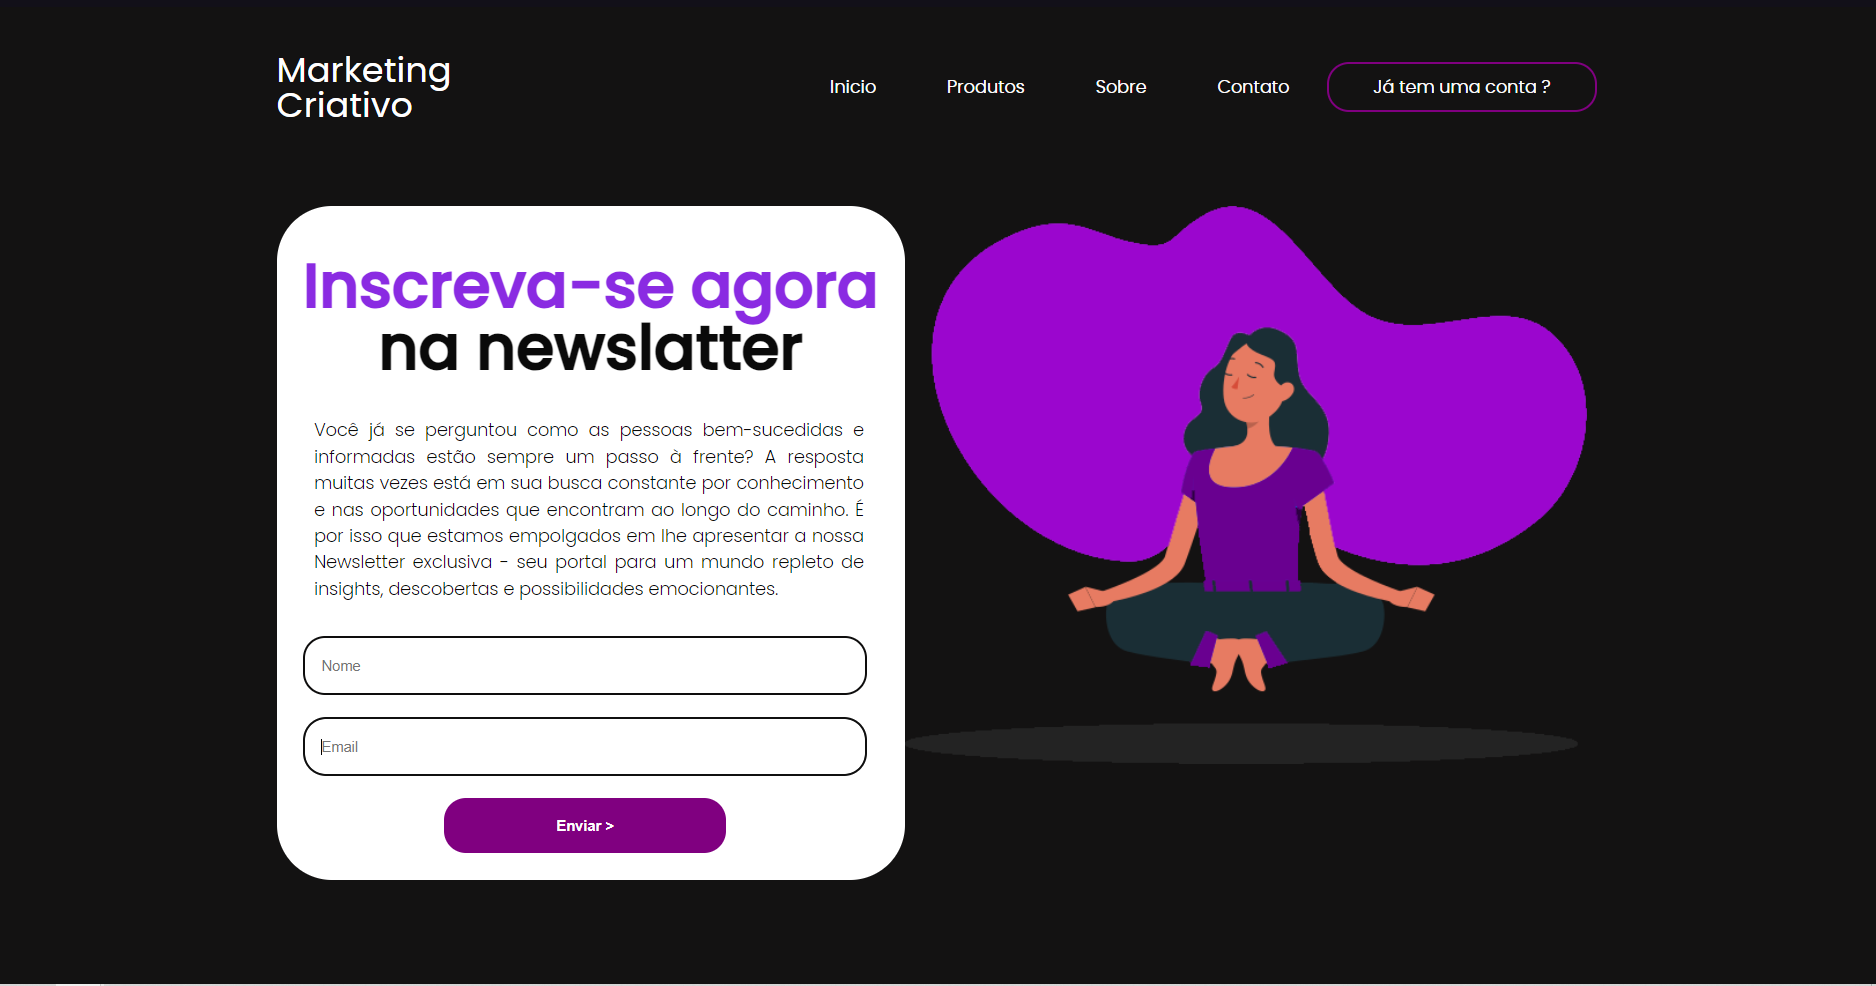 Marketing
Criativo
Inicio Produtos Sobre Contato Já tem uma conta ?
Inscreva-se agora
na newslatter
Você já se perguntou como as pessoas bem-sucedidas e
informadas estão sempre um passo à frente? A resposta
muitas vezes está em sua busca constante por conhecimento
e nas oportunidades que encontram ao longo do caminho. É
por isso que estamos empolgados em lhe apresentar a nossa
Newsletter exclusiva - seu portal para um mundo repleto de
insights, descobertas e possibilidades emocionantes.
Nome
Email
Enviar >